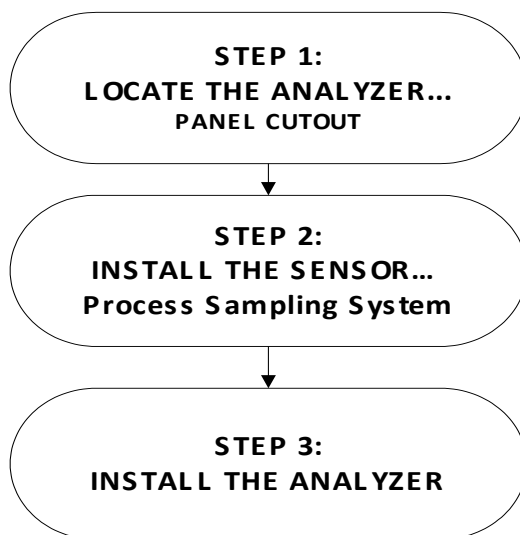 STEP 1:
LOCATE THE ANALYZER...
PANEL CUTOUT
STEP 2:
INSTALL THE SENSOR...
Process Sampling System
STEP 3:
INSTALL THE ANALYZER